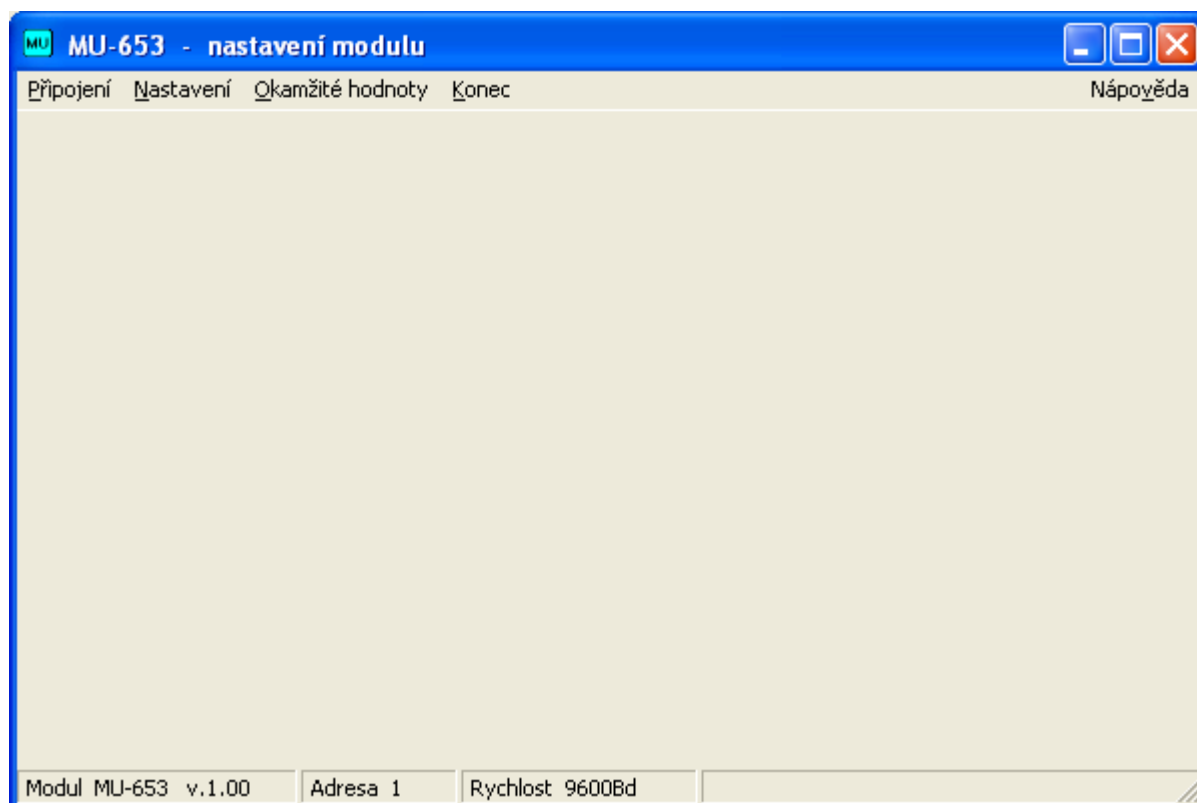 MU MU-653 - nastavení modulu
Připojení Nastavení Okamžité hodnoty Konec Nápověda
Modul MU-653 v.1.00 Adresa 1 Rychlost 9600Bd